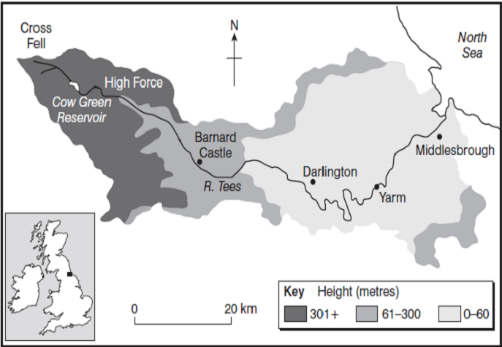 Cross
Fell
N
North
Sea
High Force
Cow Green
Reservoir
Barnard
Castle
Middlesbrough
Darlington
R. Tees
Yarm
Key Height (metres)
301+ 61–300 0–60
0 20 km